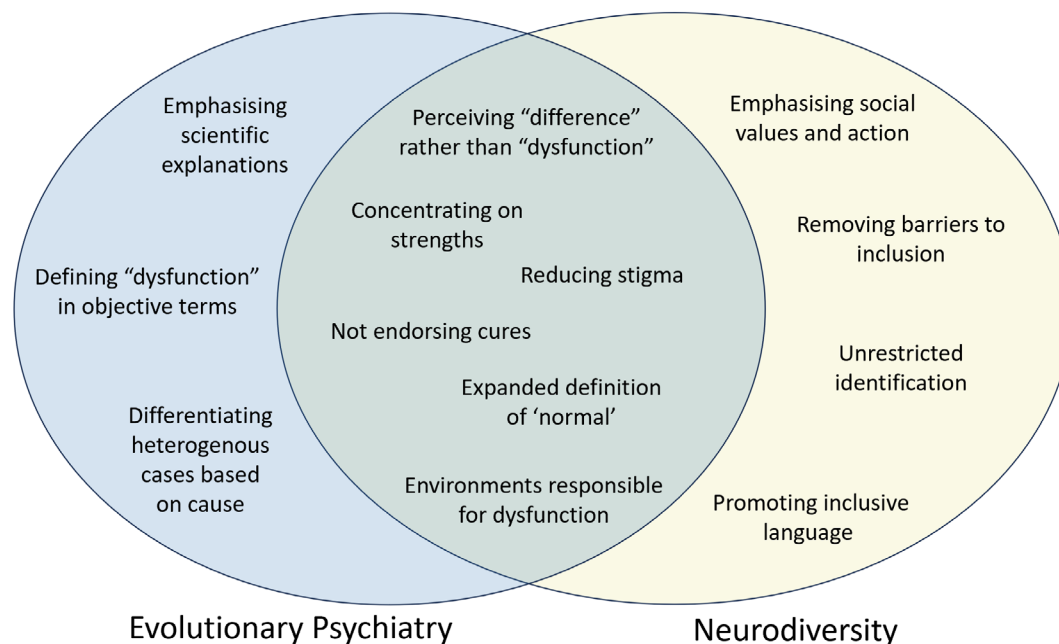 Emphasising
scientific
explanations
Defining “dysfunction”
in objective terms
Differentiating
heterogenous
cases based
on cause
Perceiving “difference”
rather than “dysfunction”
Concentrating on
strengths
Reducing stigma
Not endorsing cures
Expanded definition
of ‘normal’
Environments responsible
for dysfunction
Emphasising social
values and action
Removing barriers to
inclusion
Unrestricted
identification
Promoting inclusive
language
Evolutionary Psychiatry
Neurodiversity